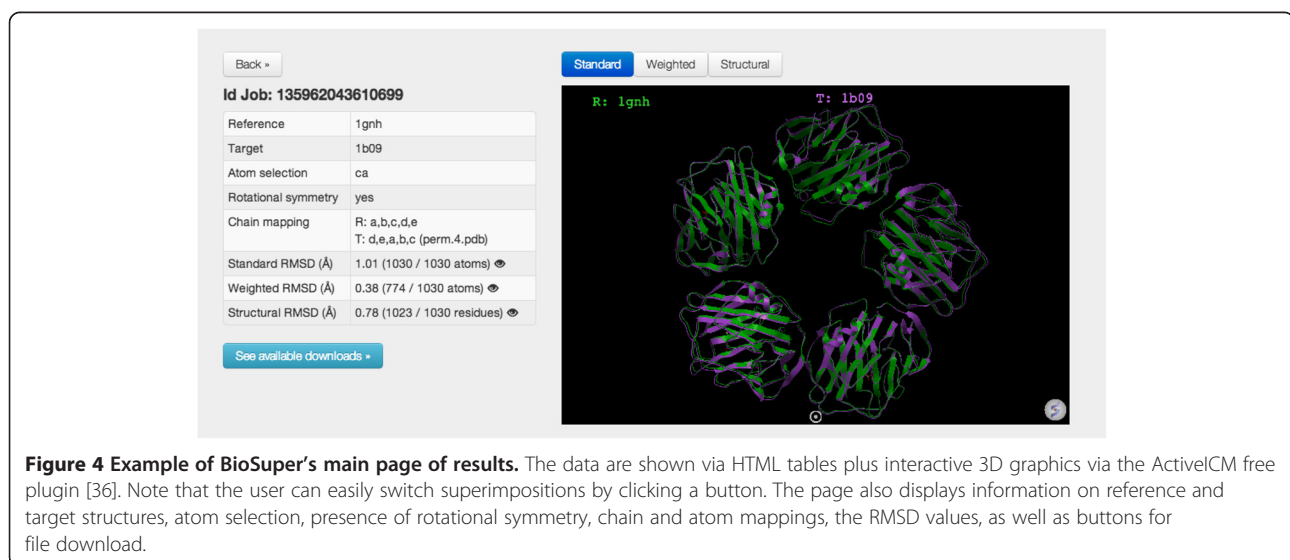 Back »
Id Job: 135962043610699
Reference 1gnh
Target 1b09
Atom selection ca
Rotational symmetry yes
Chain mapping R: a,b,c,d,e
T: d,e,a,b,c (perm.4.pdb)
Standard RMSD (Å) 1.01 (1030 / 1030 atoms)
Weighted RMSD (Å) 0.38 (774 / 1030 atoms)
Structural RMSD (Å) 0.78 (1023 / 1030 residues)
See available downloads »
Standard Weighted Structural
R: 1gnh T: 1b09
Figure 4 Example of BioSuper's main page of results. The data are shown via HTML tables plus interactive 3D graphics via the ActiveICM free
plugin [36]. Note that the user can easily switch superimpositions by clicking a button. The page also displays information on reference and
target structures, atom selection, presence of rotational symmetry, chain and atom mappings, the RMSD values, as well as buttons for
file download.